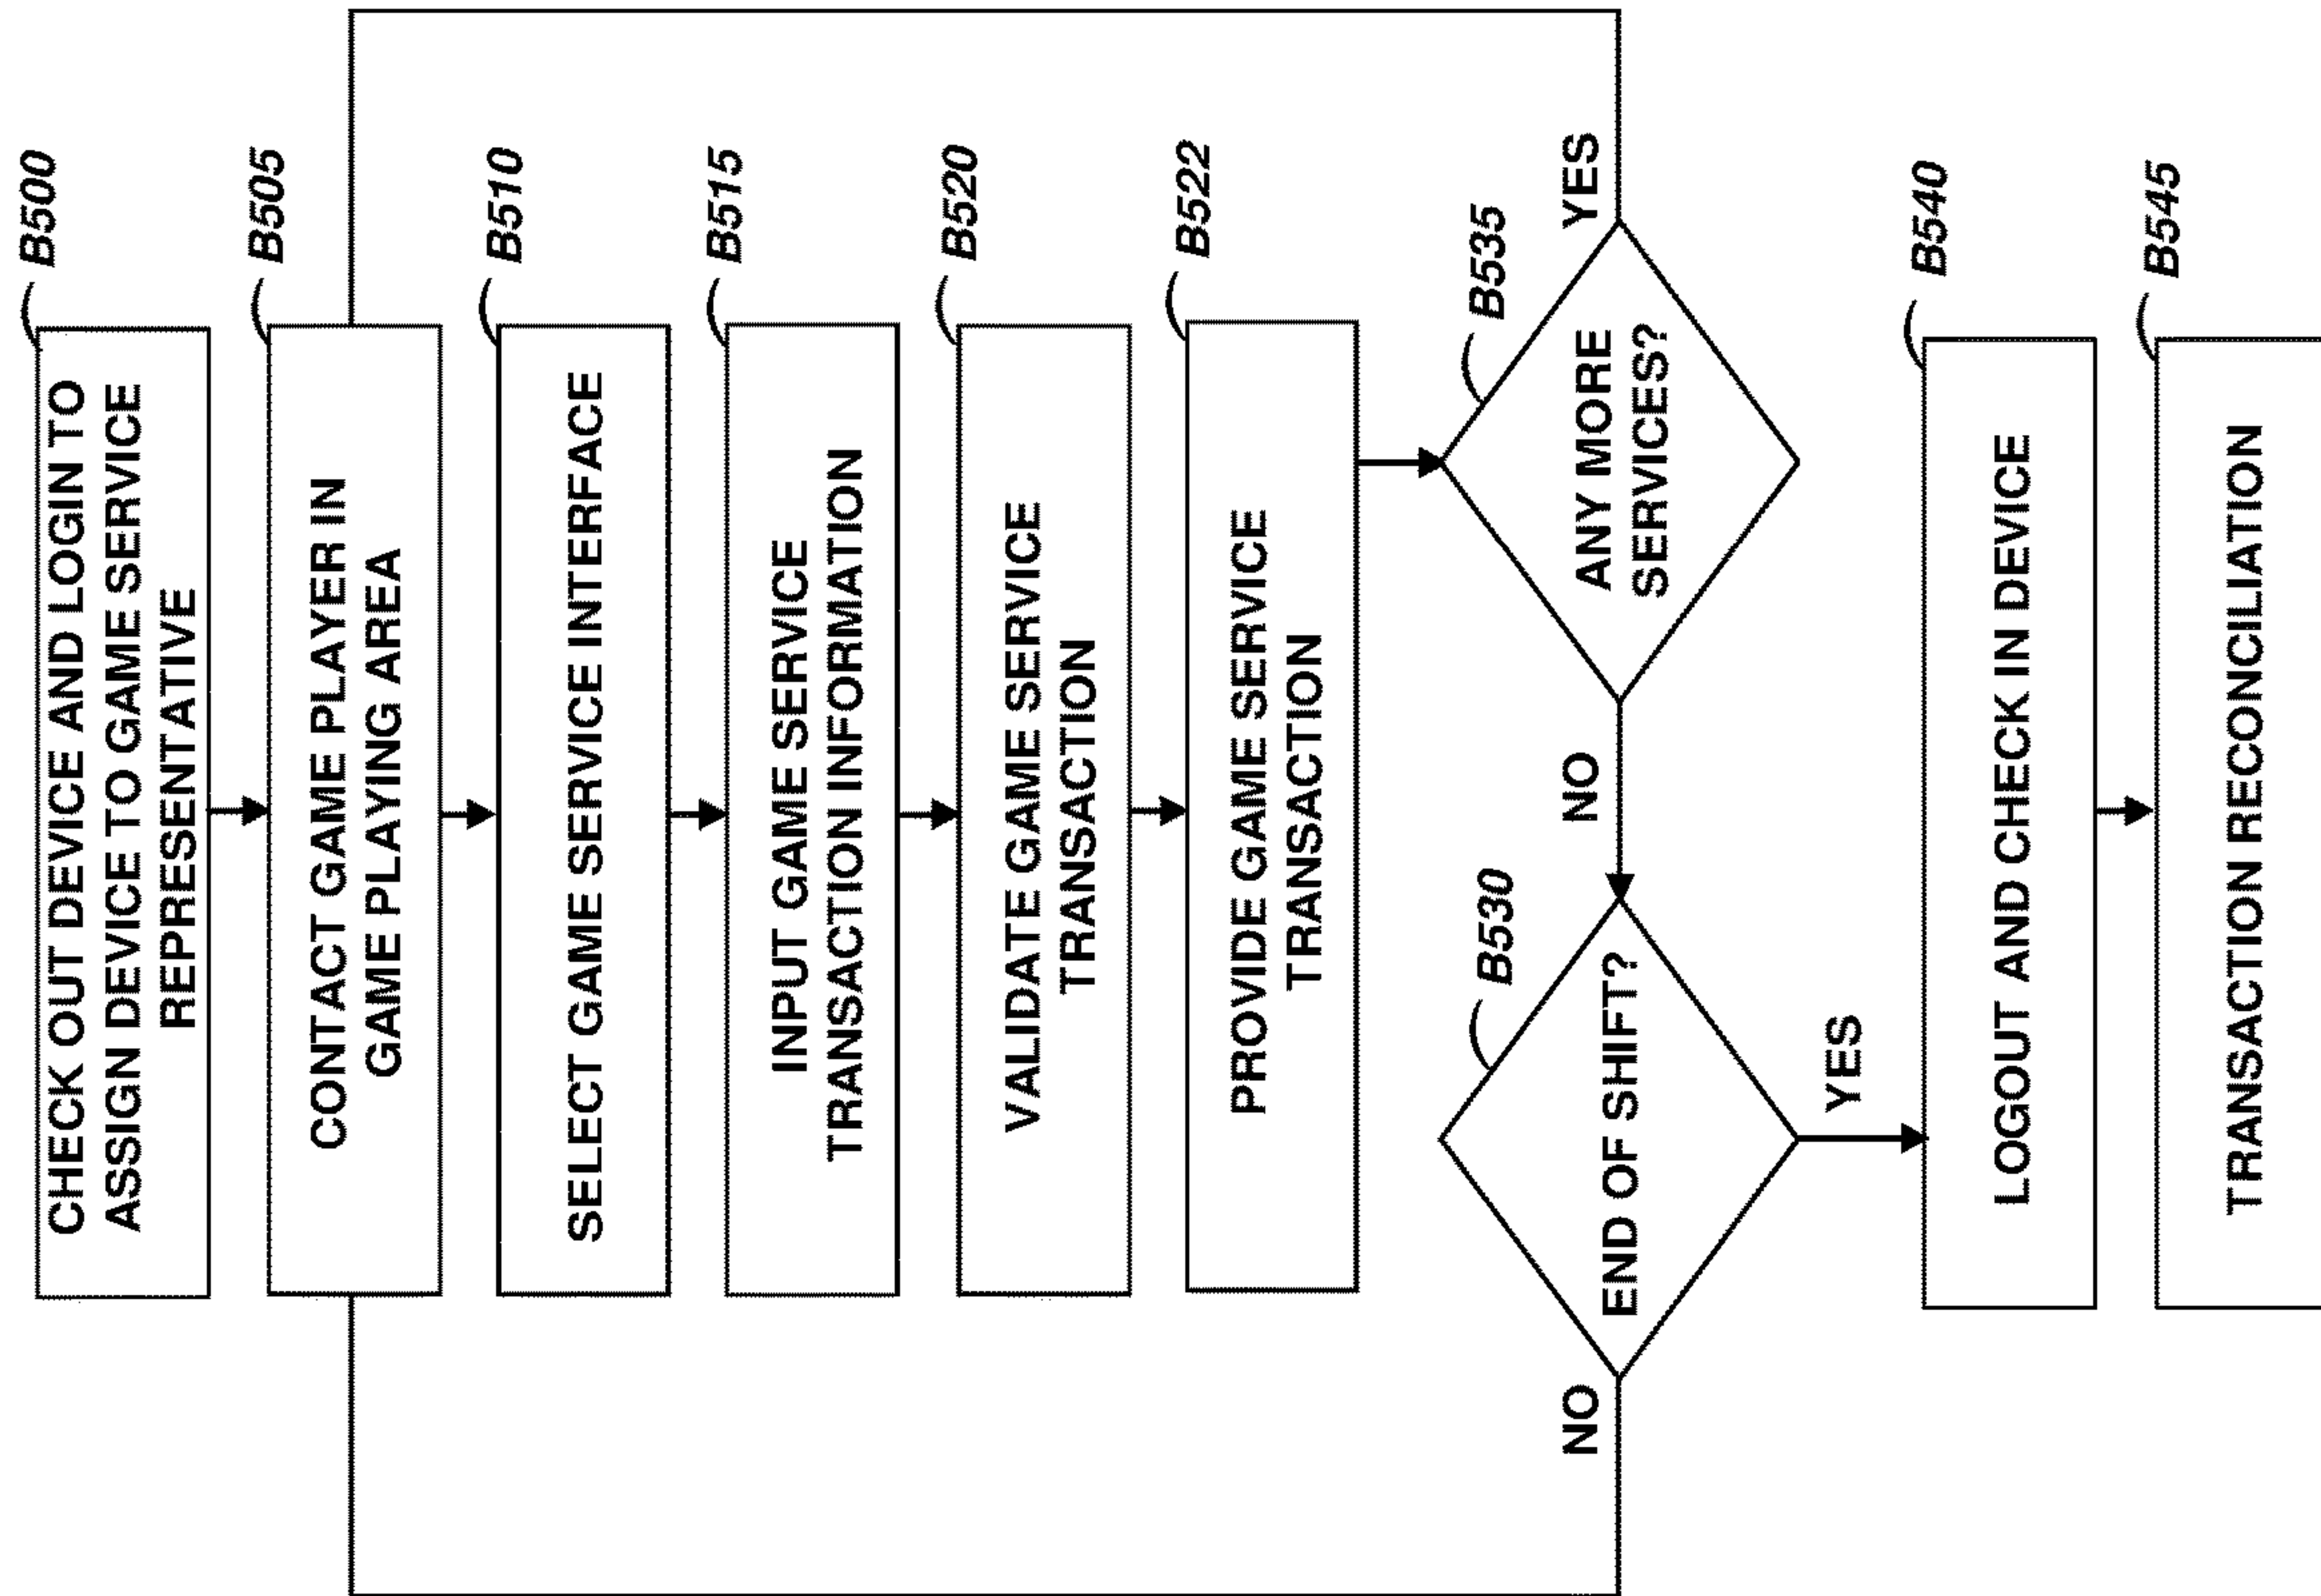 B500
CHECK OUT DEVICE AND LOGIN TO
ASSIGN DEVICE TO GAME SERVICE
REPRESENTATIVE
B505
CONTACT GAME PLAYER IN
GAME PLAYING AREA
B510
SELECT GAME SERVICE INTERFACE
B515
INPUT GAME SERVICE
TRANSACTION INFORMATION
B520
VALIDATE GAME SERVICE
TRANSACTION
B522
PROVIDE GAME SERVICE
TRANSACTION
B535
ANY MORE
SERVICES?
YES
NO
B530
END OF SHIFT?
NO
YES
B540
LOGOUT AND CHECK IN DEVICE
B545
TRANSACTION RECONCILIATION